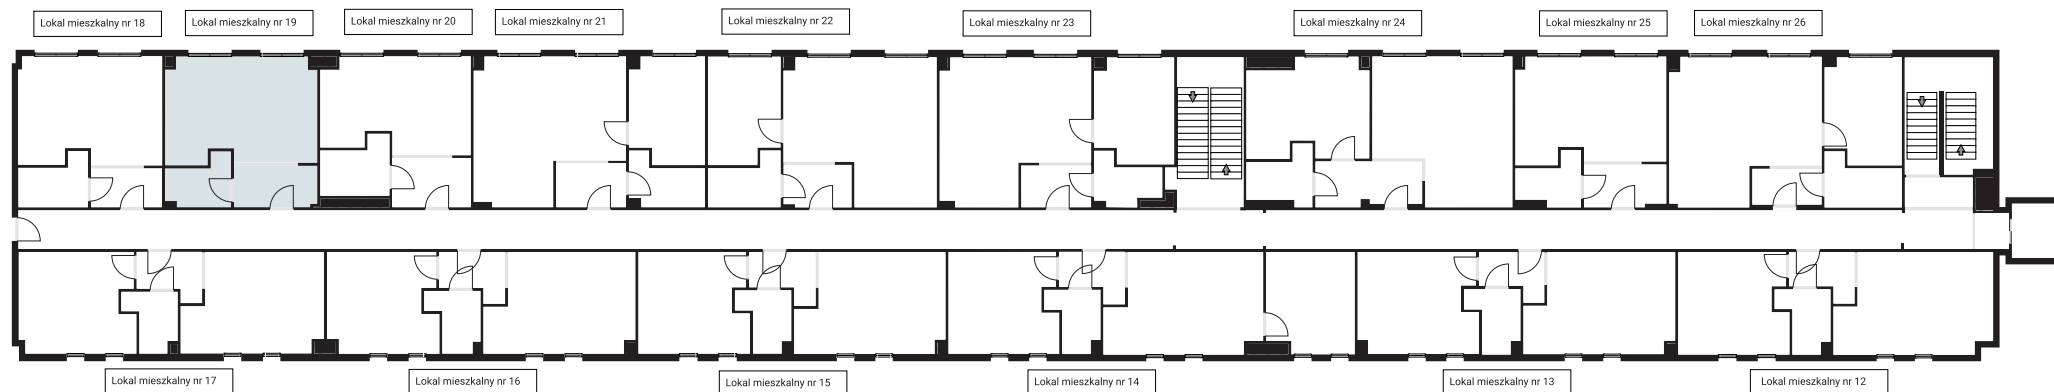 Lokal mieszkalny nr 18
Lokal mieszkalny nr 19
Lokal mieszkalny nr 20
Lokal mieszkalny nr 21
Lokal mieszkalny nr 22
Lokal mieszkalny nr 23
Lokal mieszkalny nr 24
Lokal mieszkalny nr 25
Lokal mieszkalny nr 26
Lokal mieszkalny nr 17
Lokal mieszkalny nr 16
Lokal mieszkalny nr 15
Lokal mieszkalny nr 14
Lokal mieszkalny nr 13
Lokal mieszkalny nr 12